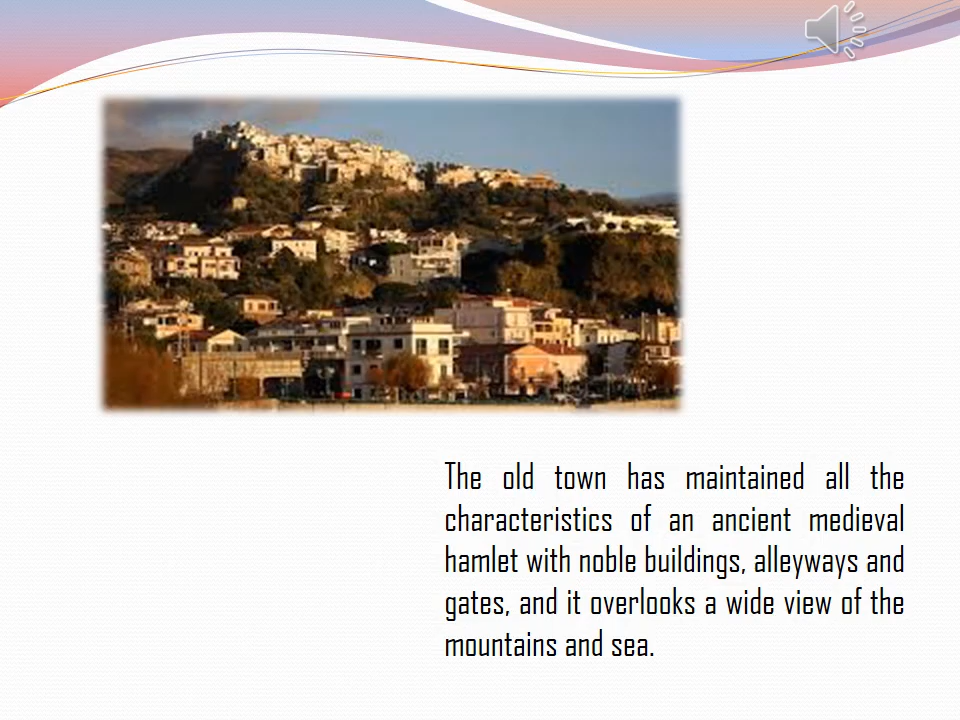 The old town has maintained all the
characteristics of an ancient medieval
hamlet with noble buildings, alleyways and
gates, and it overlooks a wide view of the
mountains and sea.